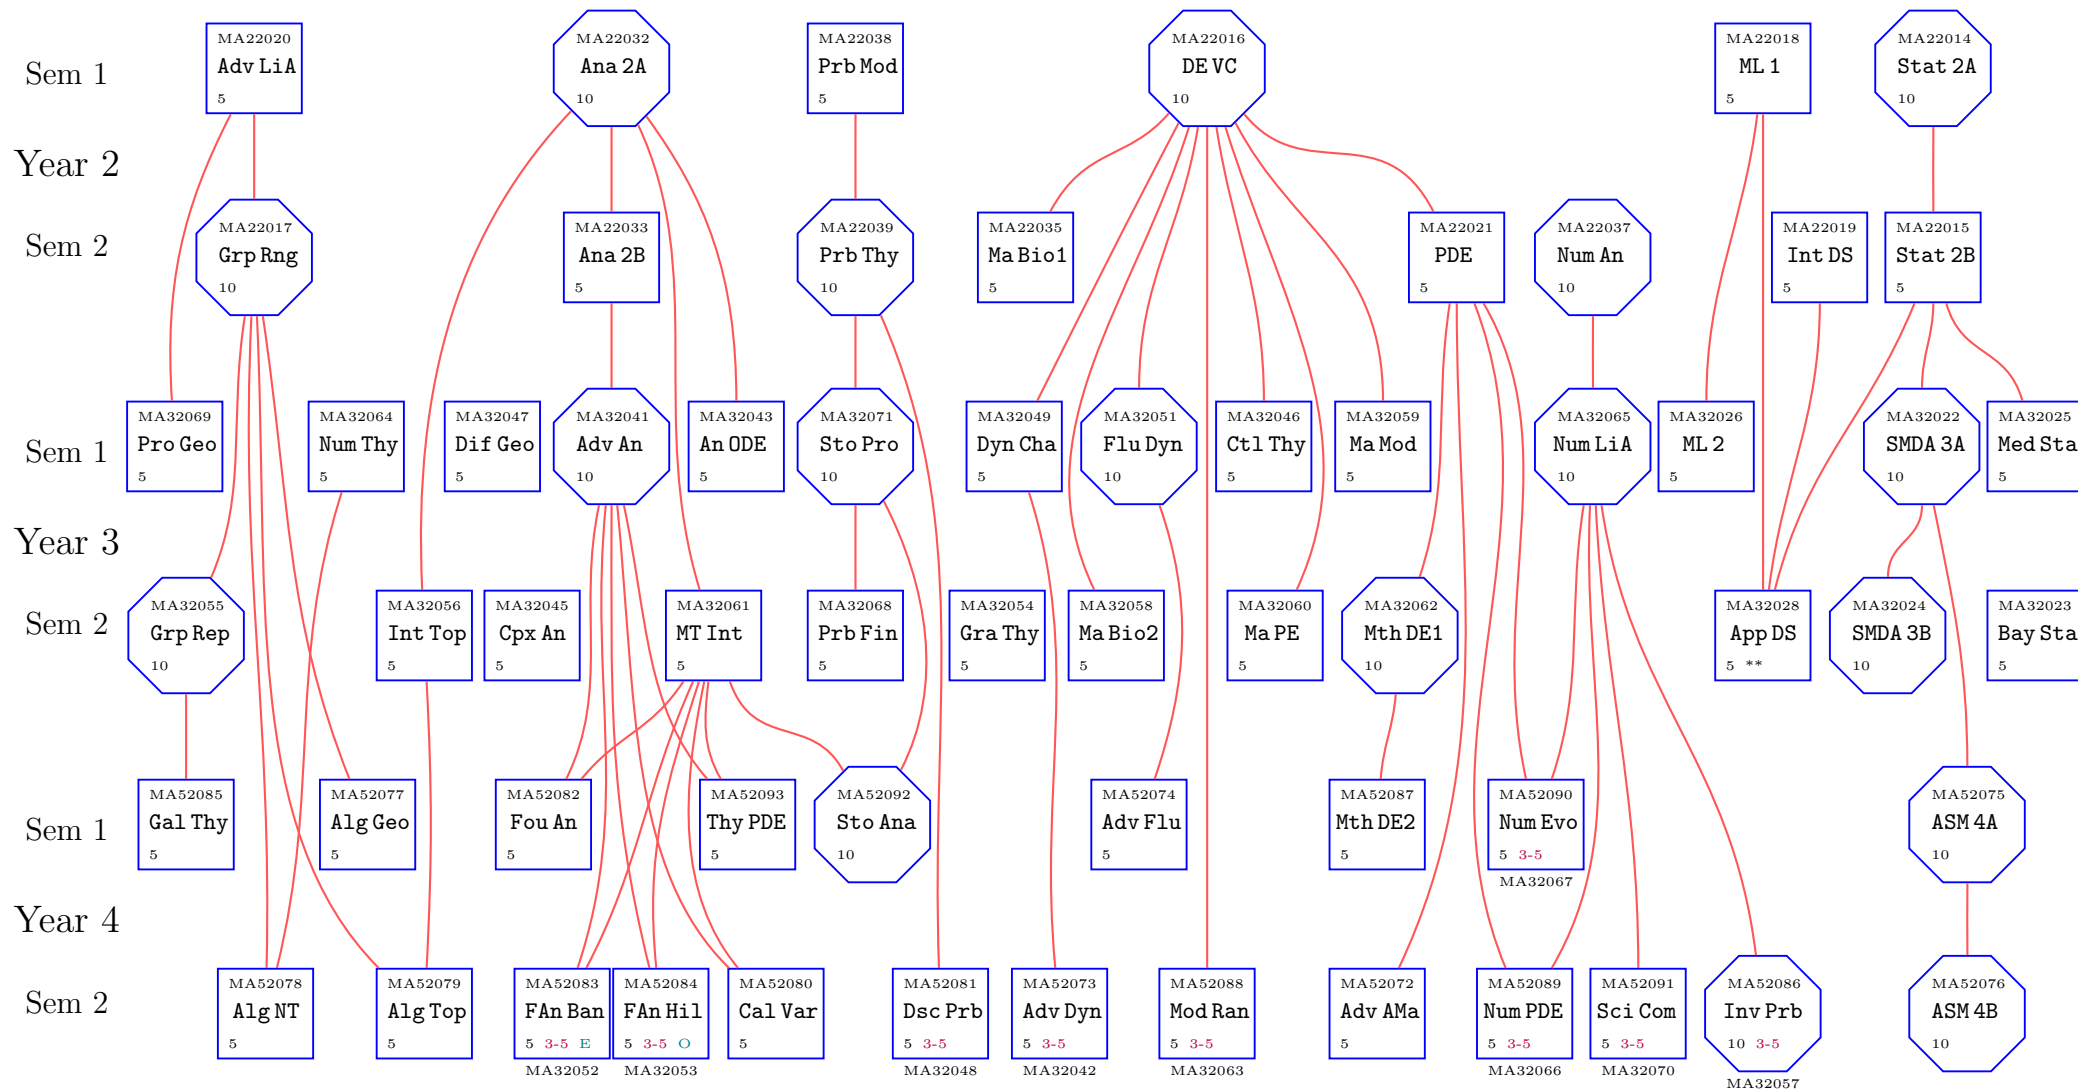 MA22020
Adv LiA
5
MA22032
Ana 2A
10
MA22038
Prb Mod
5
MA22016
DE VC
10
MA22018
ML 1
5
MA22014
Stat 2A
10
Sem 1
Year 2
Sem 2
MA22017
Grp Rng
10
MA22033
Ana 2B
5
MA22039
Prb Thy
10
MA22035
Ma Bio1
5
MA22021
PDE
5
MA22037
Num An
10
MA22019
Int DS
5
MA22015
Stat 2B
5
Sem 1
MA32069
Pro Geo
5
MA32064
Num Thy
5
MA32047
Dif Geo
5
MA32041
Adv An
10
MA32043
An ODE
5
MA32071
Sto Pro
10
MA32049
Dyn Cha
5
MA32051
Flu Dyn
10
MA32046
Ctl Thy
5
MA32059
Ma Mod
5
MA32065
Num LiA
10
MA32026
ML 2
5
MA32022
SMDA 3A
10
MA32025
Med Sta
5
Year 3
Sem 2
MA32055
Grp Rep
10
MA32056
Int Top
5
MA32045
Cpx An
5
MA32061
MT Int
5
MA32068
Prb Fin
5
MA32054
Gra Thy
5
MA32058
Ma Bio2
5
MA32060
Ma PE
5
MA32062
Mth DE1
10
MA32028
App DS
5 **
MA32024
SMDA 3B
10
MA32023
Bay Sta
5
Sem 1
MA52085
Gal Thy
5
MA52077
Alg Geo
5
MA52082
Fou An
5
MA52093
Thy PDE
5
MA52092
Sto Ana
10
MA52074
Adv Flu
5
MA52087
Mth DE2
5
MA52090
Num Evo
5 3-5
MA32067
MA52075
ASM 4A
10
Year 4
Sem 2
MA52078
Alg NT
5
MA52079
Alg Top
5
MA52083
FAn Ban
5 3-5 E
MA32052
MA52084
FAn Hil
5 3-5 O
MA32053
MA52080
Cal Var
5
MA52081
Dsc Prb
5 3-5
MA32048
MA52073
Adv Dyn
5 3-5
MA32042
MA52088
Mod Ran
5 3-5
MA32063
MA52072
Adv AMa
5
MA52089
Num PDE
5 3-5
MA32066
MA52091
Sci Com
5 3-5
MA32070
MA52086
Inv Prb
10 3-5
MA32057
MA52076
ASM 4B
10